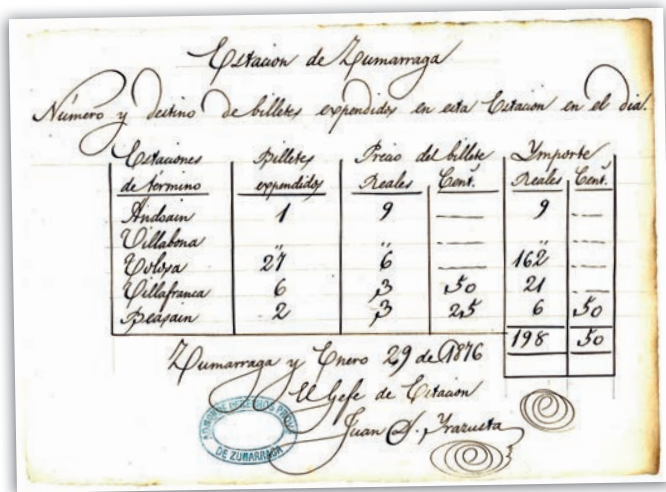 Estacion de Zumarraga
Número y destino de billetes expendidos en esta Estacion en el dia.
Estaciones de término | Billetes expendidos | Precio del billete Reales | Cent.s | Ymporte Reales | Cent.s
Andoain 1 9 — 9 —
Villabona " " — " —
Tolosa 27 6 — 162 —
Villafranca 6 3 50 21 —
Beasain 2 3 25 6 50
198 50
Zumarraga y Enero 29 de 1876
El Gefe de Estacion
Juan Yrazusta
DE ZUMARRAGA